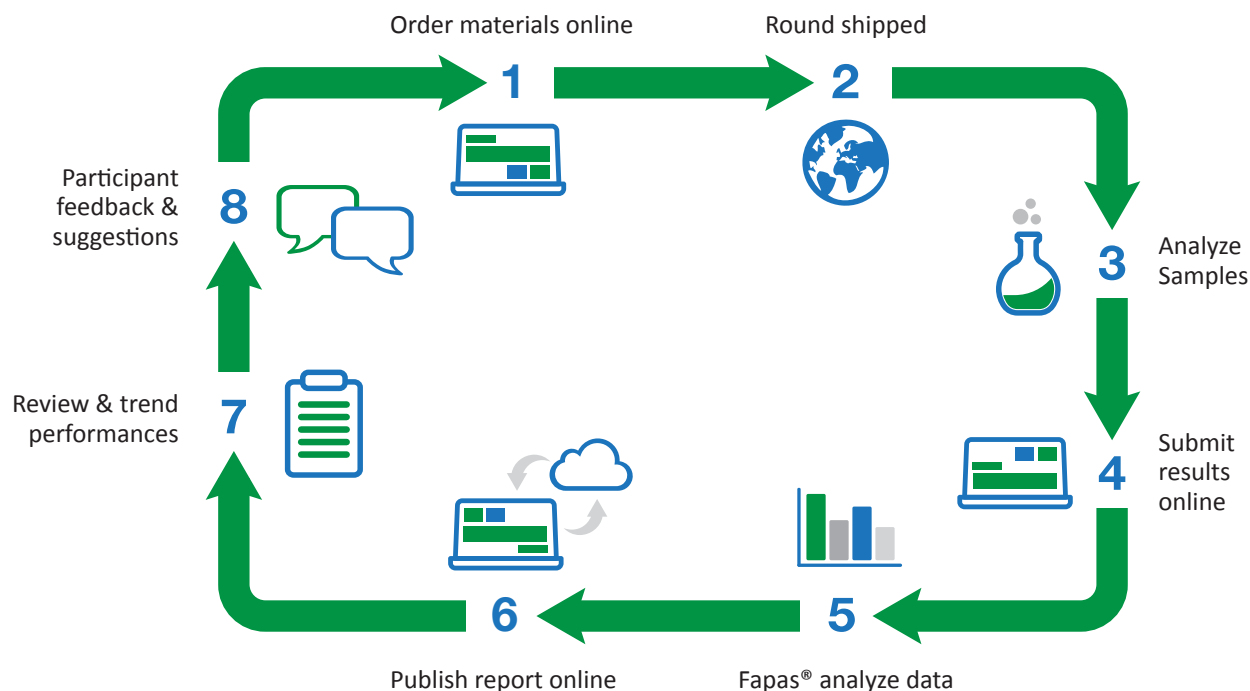 Order materials online
1
Round shipped
2
3
Analyze
Samples
4
Submit
results
online
5
Fapas® analyze data
6
Publish report online
7
Review & trend
performances
8
Participant
feedback &
suggestions